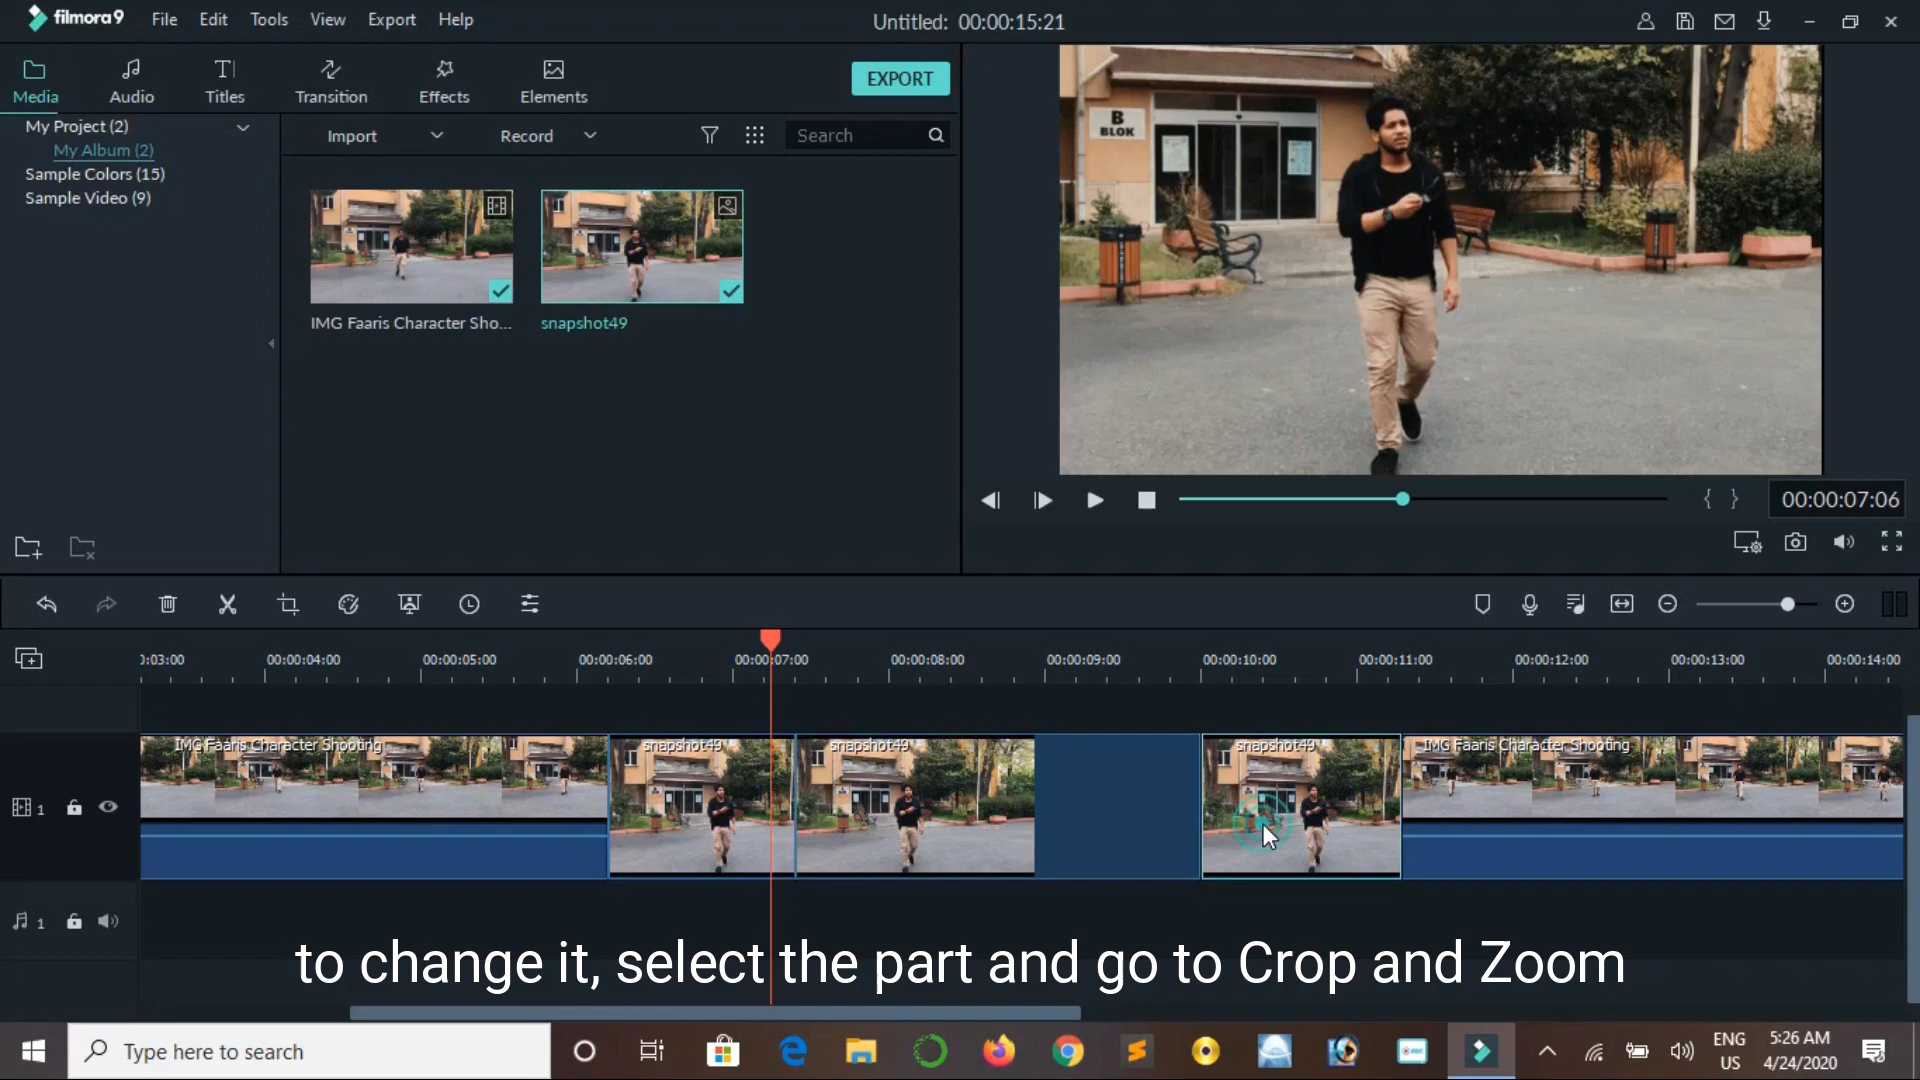 filmora9 File Edit Tools View Export Help Untitled: 00:00:15:21
Media Audio Titles Transition Effects Elements EXPORT
My Project (2)
My Album (2)
Sample Colors (15)
Sample Video (9)
Import Record Search
IMG Faaris Character Sho... snapshot49
B
BLOK
00:00:07:06
0:03:00 00:00:04:00 00:00:05:00 00:00:06:00 00:00:07:00 00:00:08:00 00:00:09:00 00:00:10:00 00:00:11:00 00:00:12:00 00:00:13:00 00:00:14:00
IMG Faaris Character Shooting snapshot49 snapshot49 snapshot49 IMG Faaris Character Shooting
1
1
to change it, select the part and go to Crop and Zoom
Type here to search
ENG
US
5:26 AM
4/24/2020